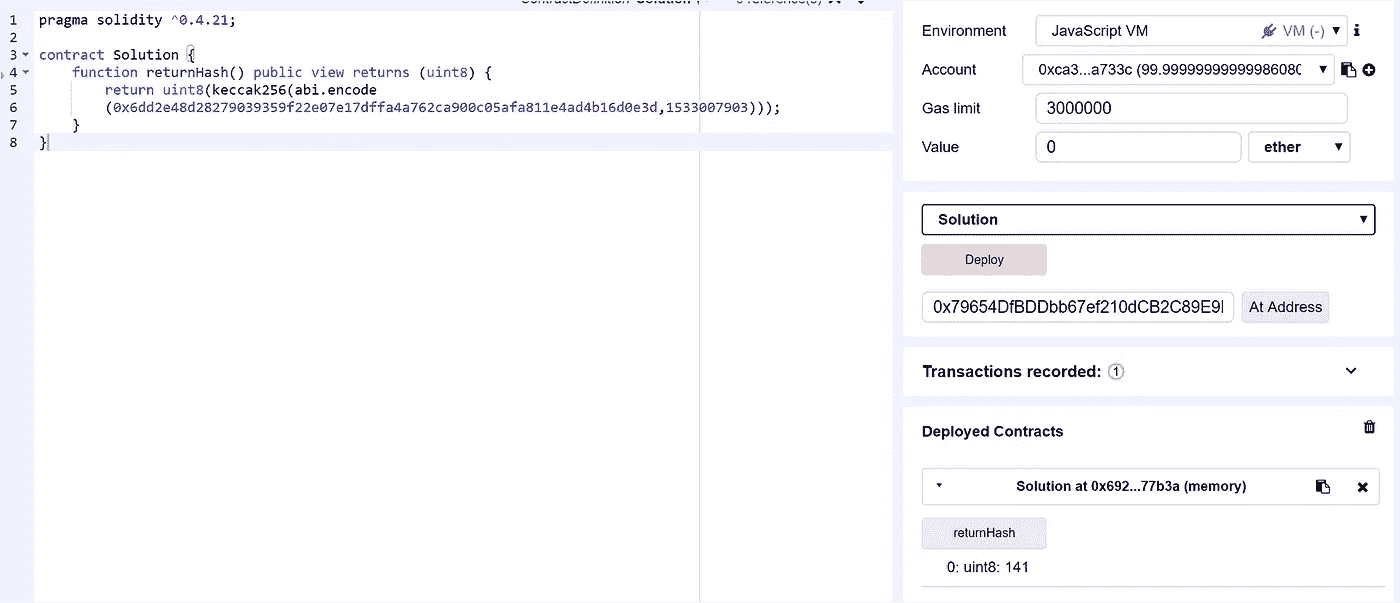 1 pragma solidity ^0.4.21;
2
3 contract Solution {
4 function returnHash() public view returns (uint8) {
5 return uint8(keccak256(abi.encode
6 (0x6dd2e48d28279039359f22e07e17dffa4a762ca900c05afa811e4ad4b16d0e3d,1533007903)));
7 }
8 }
Environment JavaScript VM VM (-)
Account 0xca3...a733c (99.9999999999998608
Gas limit 3000000
Value 0 ether
Solution
Deploy
0x79654DfBDDbb67ef210dCB2C89E9 At Address
Transactions recorded: 1
Deployed Contracts
Solution at 0x692...77b3a (memory)
returnHash
0: uint8: 141